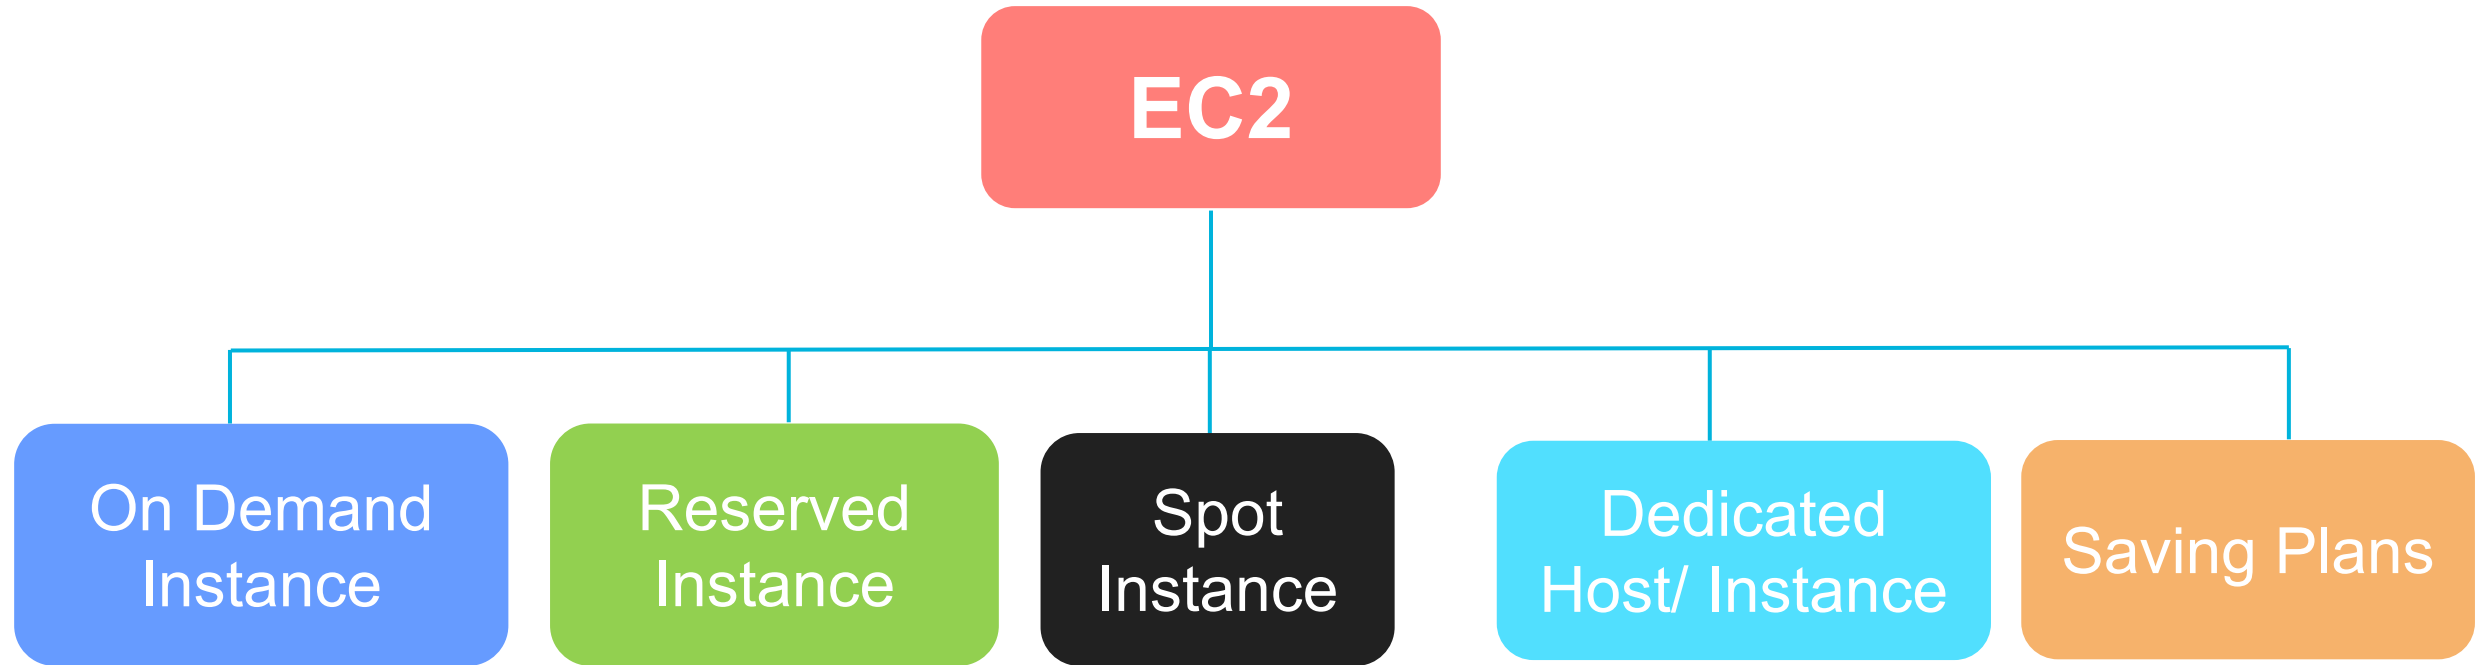 EC2
On Demand
Instance
Reserved
Instance
Spot
Instance
Dedicated
Host/ Instance
Saving Plans